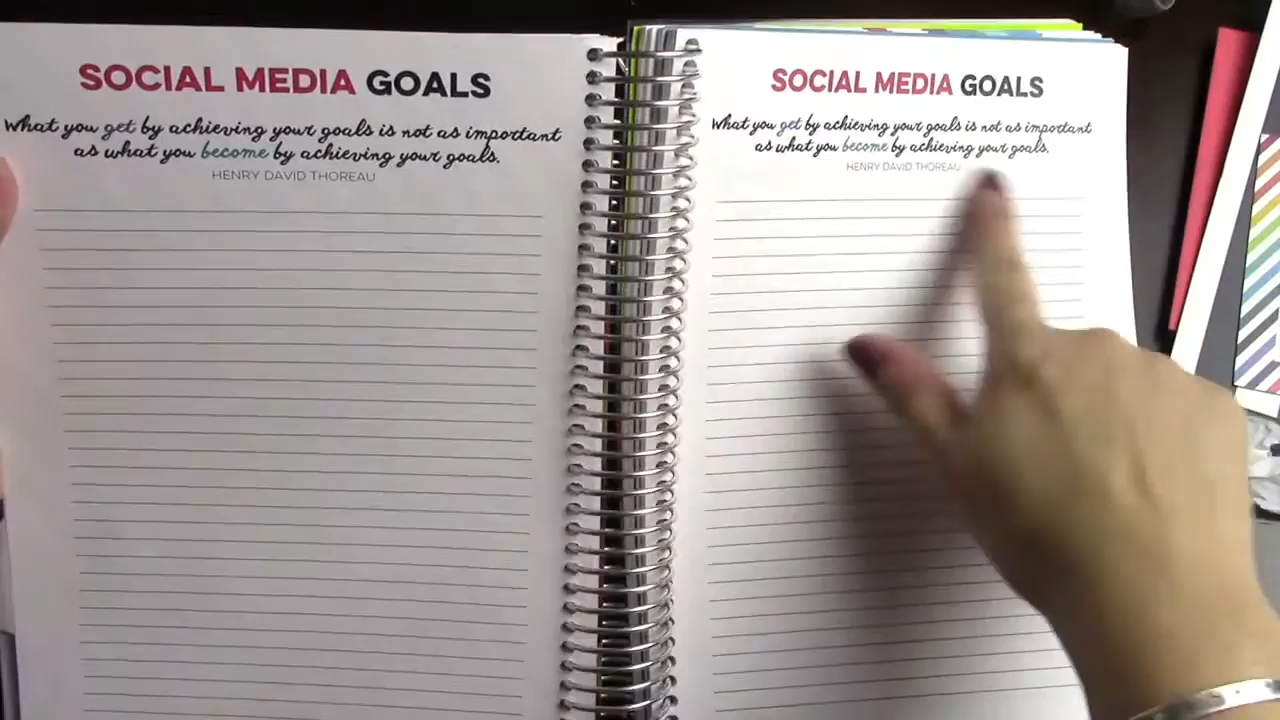 SOCIAL MEDIA GOALS
What you get by achieving your goals is not as important
as what you become by achieving your goals.
HENRY DAVID THOREAU
SOCIAL MEDIA GOALS
What you get by achieving your goals is not as important
as what you become by achieving your goals.
HENRY DAVID THOREAU